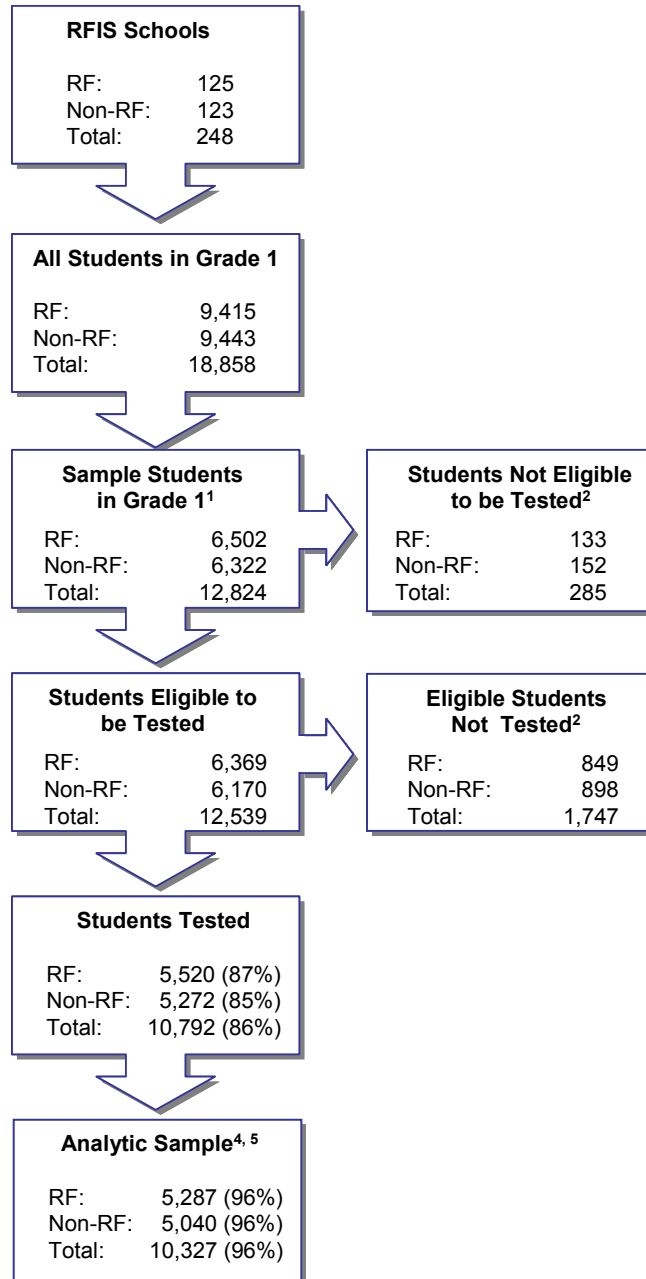 RFIS Schools
RF: 125
Non-RF: 123
Total: 248
All Students in Grade 1
RF: 9,415
Non-RF: 9,443
Total: 18,858
Sample Students
in Grade 1¹
RF: 6,502
Non-RF: 6,322
Total: 12,824
Students Not Eligible
to be Tested²
RF: 133
Non-RF: 152
Total: 285
Students Eligible to
be Tested
RF: 6,369
Non-RF: 6,170
Total: 12,539
Eligible Students
Not Tested²
RF: 849
Non-RF: 898
Total: 1,747
Students Tested
RF: 5,520 (87%)
Non-RF: 5,272 (85%)
Total: 10,792 (86%)
Analytic Sample⁴˒ ⁵
RF: 5,287 (96%)
Non-RF: 5,040 (96%)
Total: 10,327 (96%)